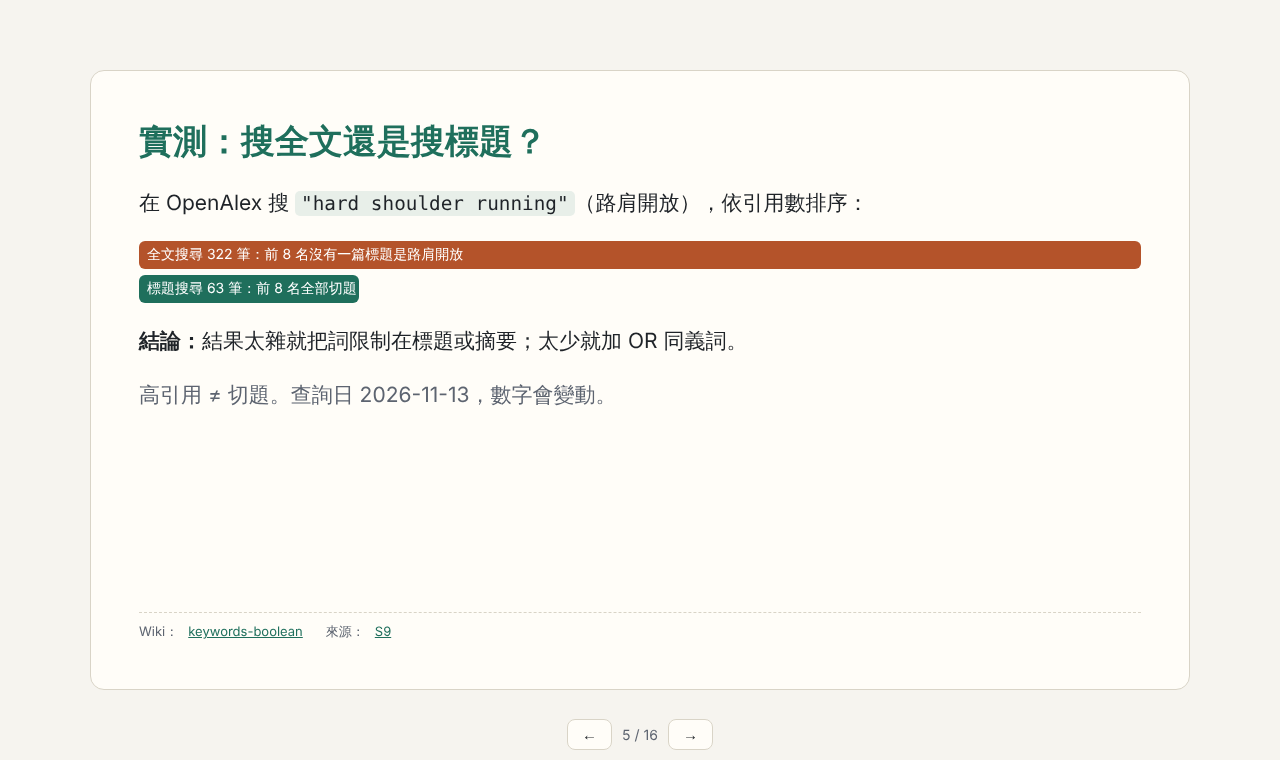 實測：搜全文還是搜標題？
在 OpenAlex 搜 "hard shoulder running"（路肩開放），依引用數排序：
全文搜尋 322 筆：前 8 名沒有一篇標題是路肩開放
標題搜尋 63 筆：前 8 名全部切題
結論：結果太雜就把詞限制在標題或摘要；太少就加 OR 同義詞。
高引用 ≠ 切題。查詢日 2026-11-13，數字會變動。
Wiki： keywords-boolean 來源： S9
← 5 / 16 →